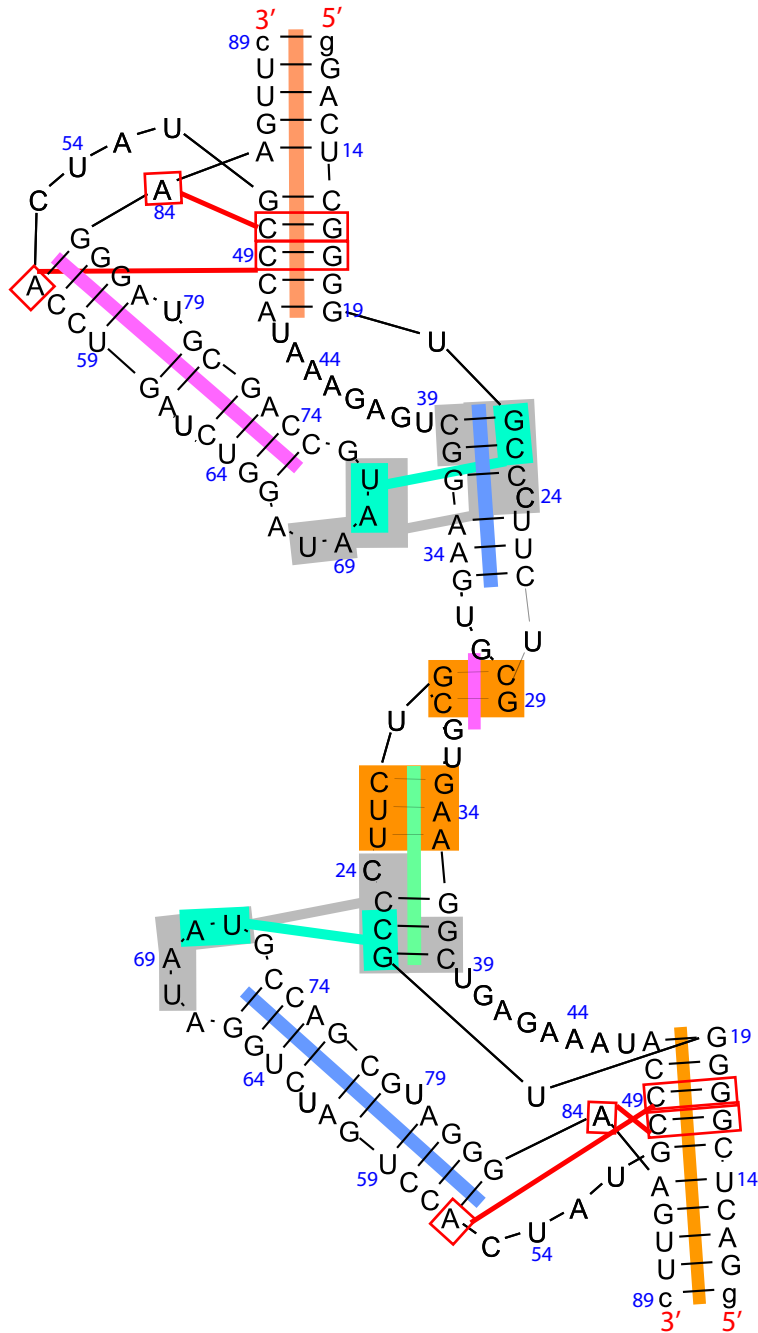 3′ 5′
89 c g
U G
U A
G C
A U 14
54 U A U
C
A
84
G C
C G
49 C G
C G
A G 19
U
A
A
A
A
G
A
G
U
44
39
U
G
G
G
A
C
C
U
A
U
G
C
G
A
C
C
G
79
74
59
G
A
U
C
U
G
G
A
U
A
A
U
64
69
C G
G C
G C
C 24
A U
34 A U
G C
U U
G
G C
C G 29
U G
U
C G
U A 34
U A
24 C
C G
C G
G C 39
A U
69 A G
U C
A C 74
G A
G G
U C
64 C G
U U 79
A A
G G
U G
59 C G
C
A
C U A U
54
U
G
A
G
A
A
A
U
A
44
G 19
U
84 A
49 C G
C G
C G
G C
A U 14
G C
U A
U G
89 c g
3′ 5′